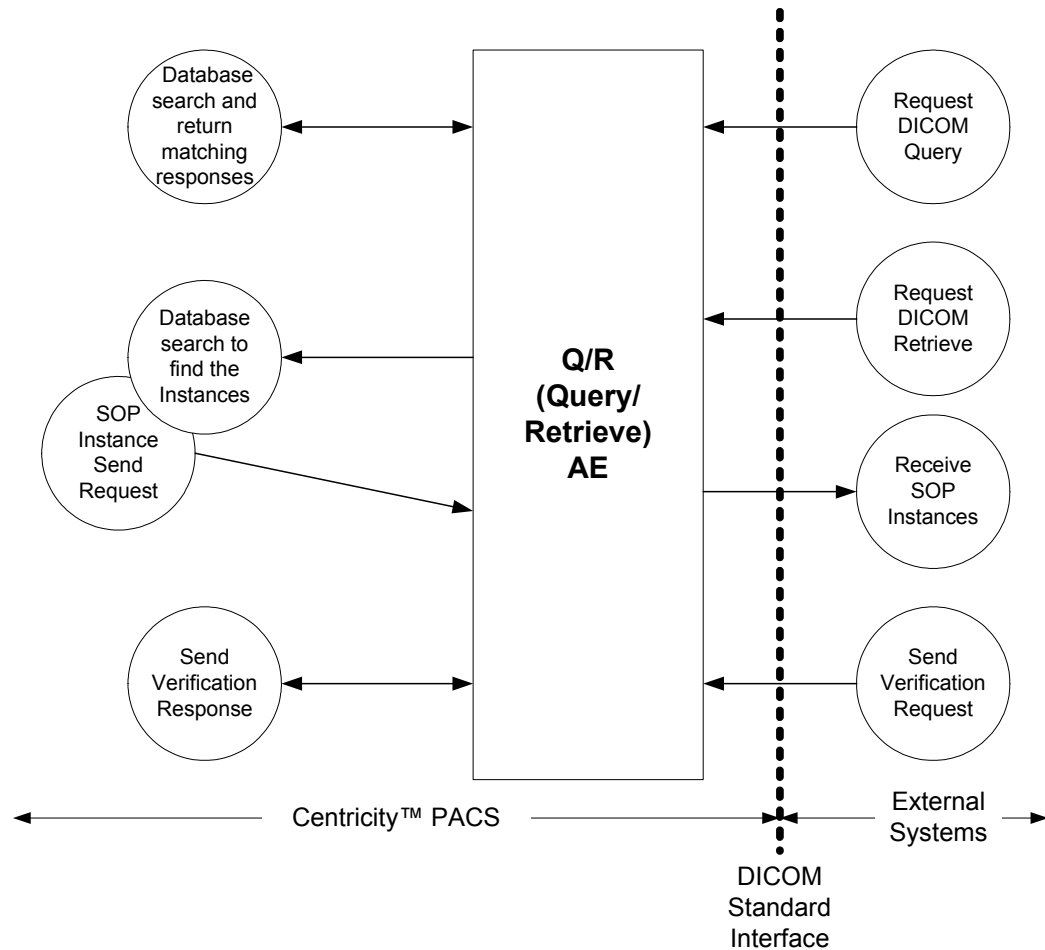 Database
search and
return
matching
responses
Request
DICOM
Query
Database
search to
find the
Instances
Request
DICOM
Retrieve
SOP
Instance
Send
Request
Q/R
(Query/
Retrieve)
AE
Receive
SOP
Instances
Send
Verification
Response
Send
Verification
Request
Centricity™ PACS
External
Systems
DICOM
Standard
Interface